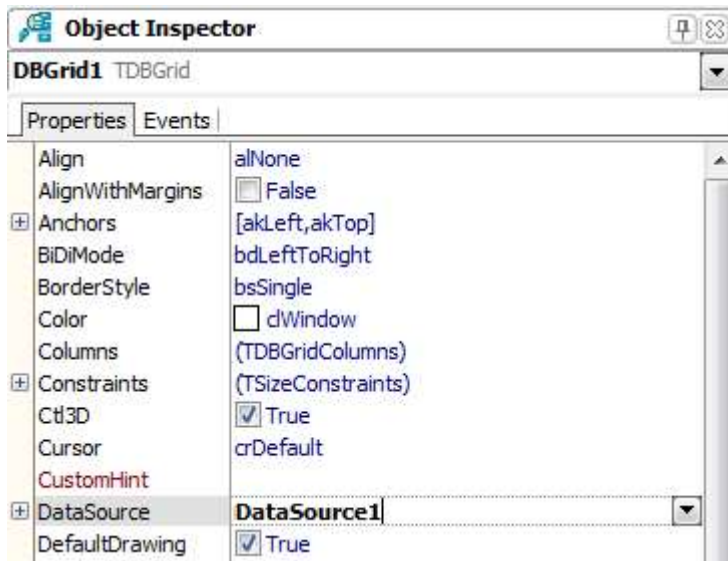 Object Inspector
DBGrid1 TDBGrid
Properties Events
Align alNone
AlignWithMargins False
Anchors [akLeft,akTop]
BiDiMode bdLeftToRight
BorderStyle bsSingle
Color clWindow
Columns (TDBGridColumns)
Constraints (TSizeConstraints)
Ctl3D True
Cursor crDefault
CustomHint
DataSource DataSource1
DefaultDrawing True